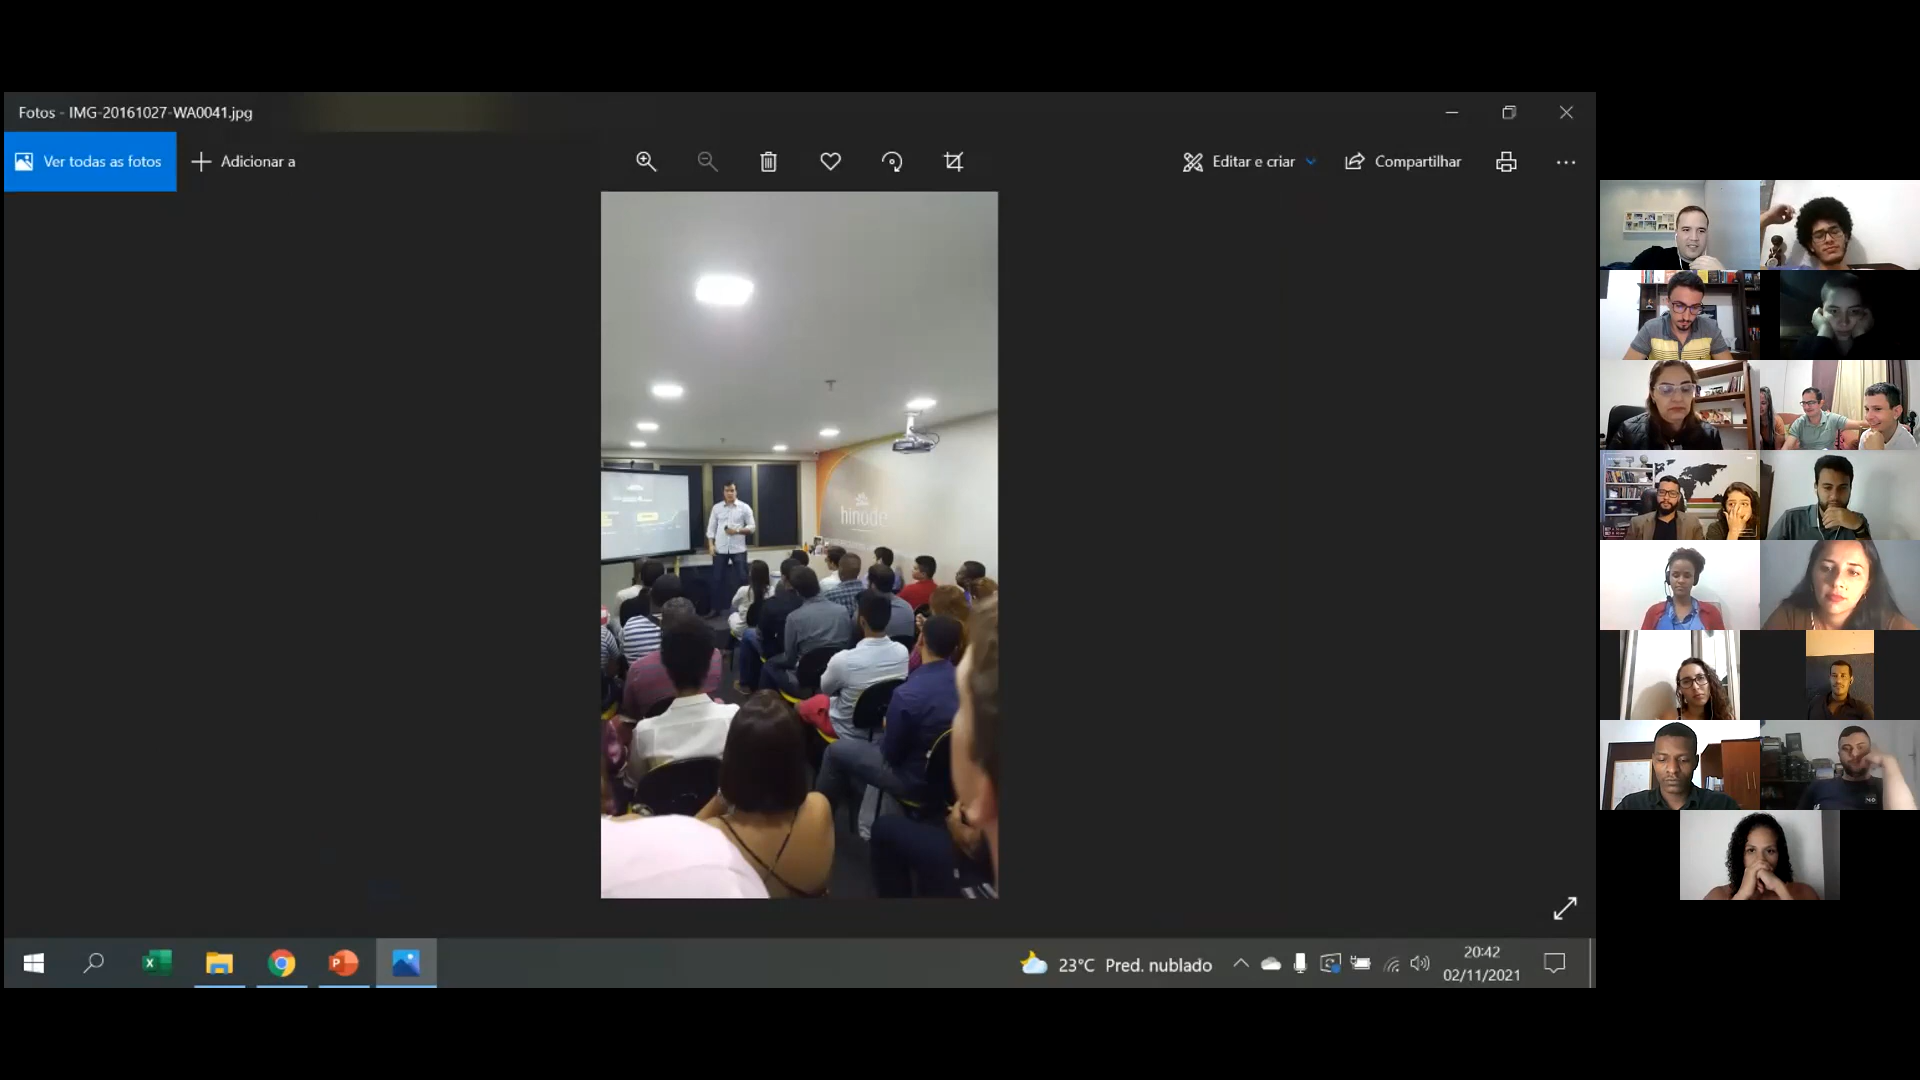 Fotos - IMG-20161027-WA0041.jpg
Ver todas as fotos
Adicionar a
Editar e criar
Compartilhar
hinode
23°C Pred. nublado
20:42
02/11/2021